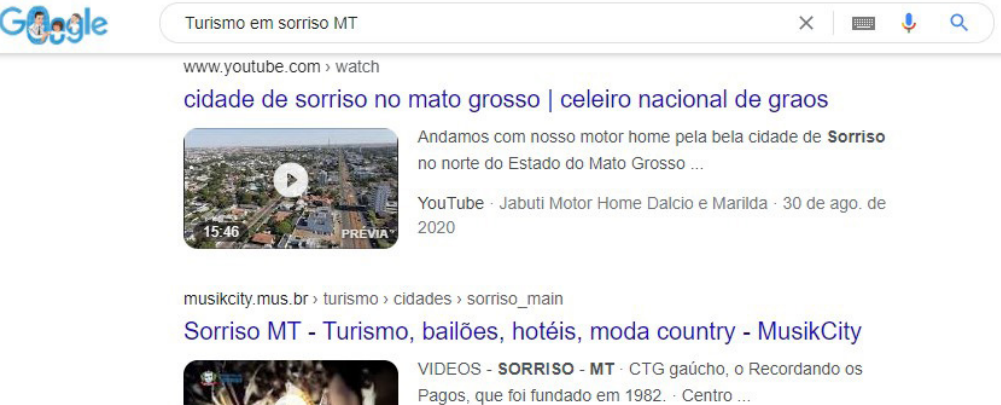 Google
Turismo em sorriso MT
www.youtube.com › watch
cidade de sorriso no mato grosso | celeiro nacional de graos
Andamos com nosso motor home pela bela cidade de Sorriso
no norte do Estado do Mato Grosso ...
15:46
PRÉVIA
YouTube · Jabuti Motor Home Dalcio e Marilda · 30 de ago. de
2020
musikcity.mus.br › turismo › cidades › sorriso_main
Sorriso MT - Turismo, bailões, hotéis, moda country - MusikCity
VIDEOS - SORRISO - MT · CTG gaúcho, o Recordando os
Pagos, que foi fundado em 1982. · Centro ...